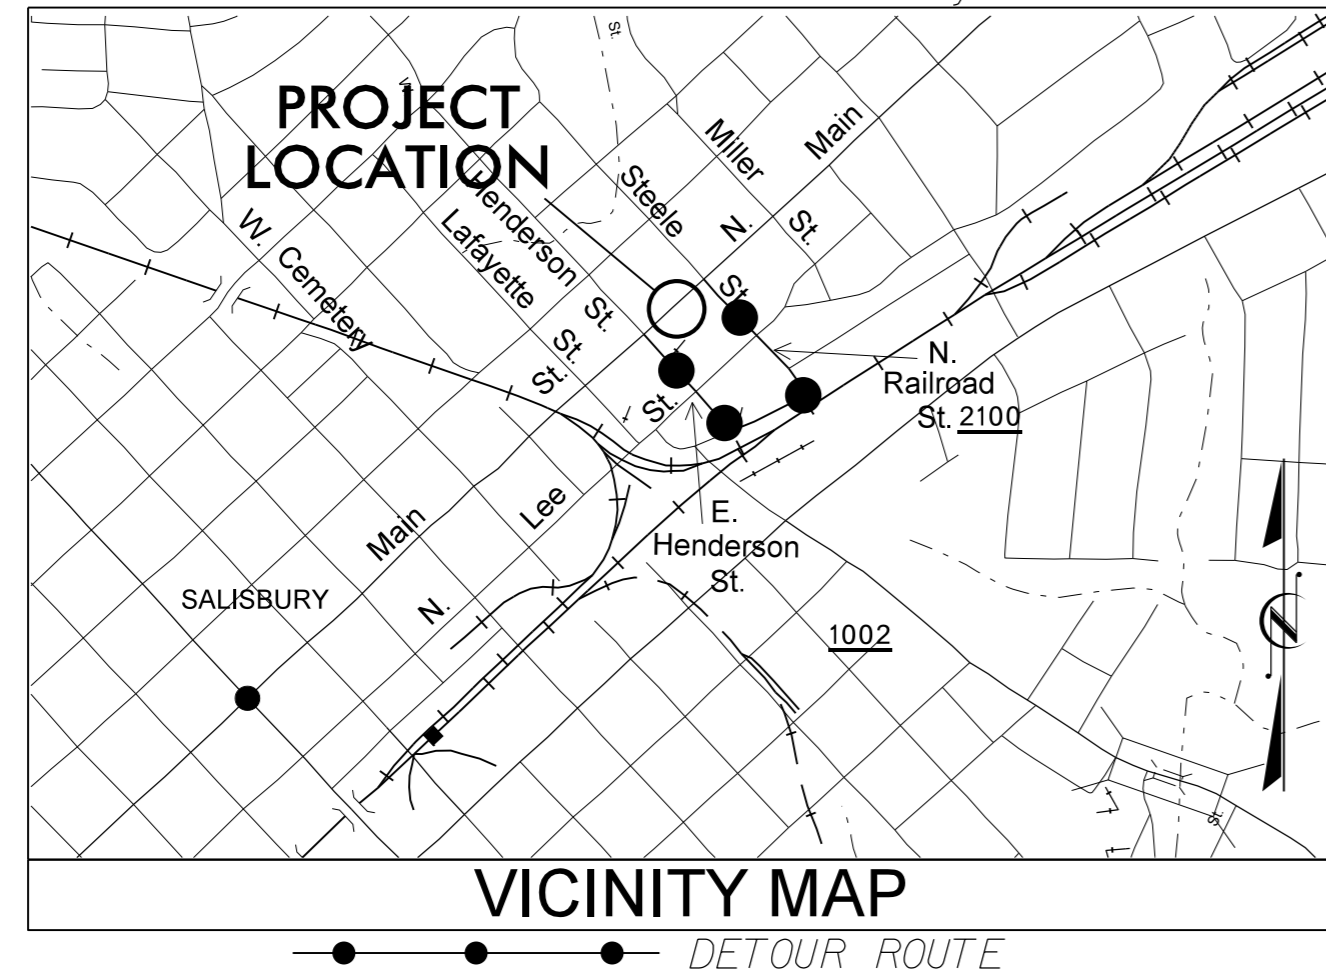 St.
PROJECT
LOCATION
Miller
St.
N.
Main
St.
Steele
Henderson
St.
Lafayette
St.
W. Cemetery
St.
St.
N.
Railroad
St. 2100
E.
Henderson
St.
Main
N.
Lee
SALISBURY
1002
N
St.
VICINITY MAP
DETOUR ROUTE